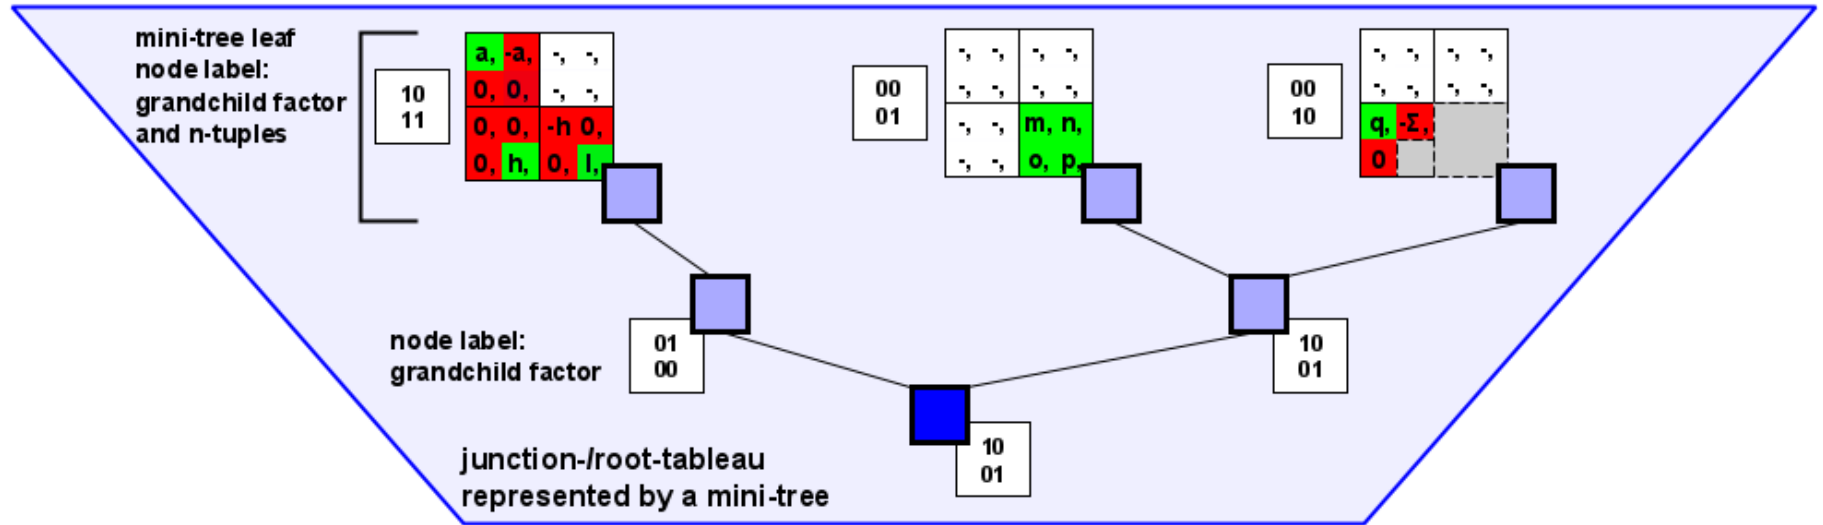 mini-tree leaf
node label:
grandchild factor
and n-tuples
10
11
a, -a, -, -,
0, 0, -, -,
0, 0, -h 0,
0, h, 0, l,
00
01
-, -, -, -,
-, -, -, -,
-, -, m, n,
-, -, o, p,
00
10
-, -, -, -,
-, -, -, -,
q, -Σ,
0
node label:
grandchild factor
01
00
10
01
10
01
junction-/root-tableau
represented by a mini-tree